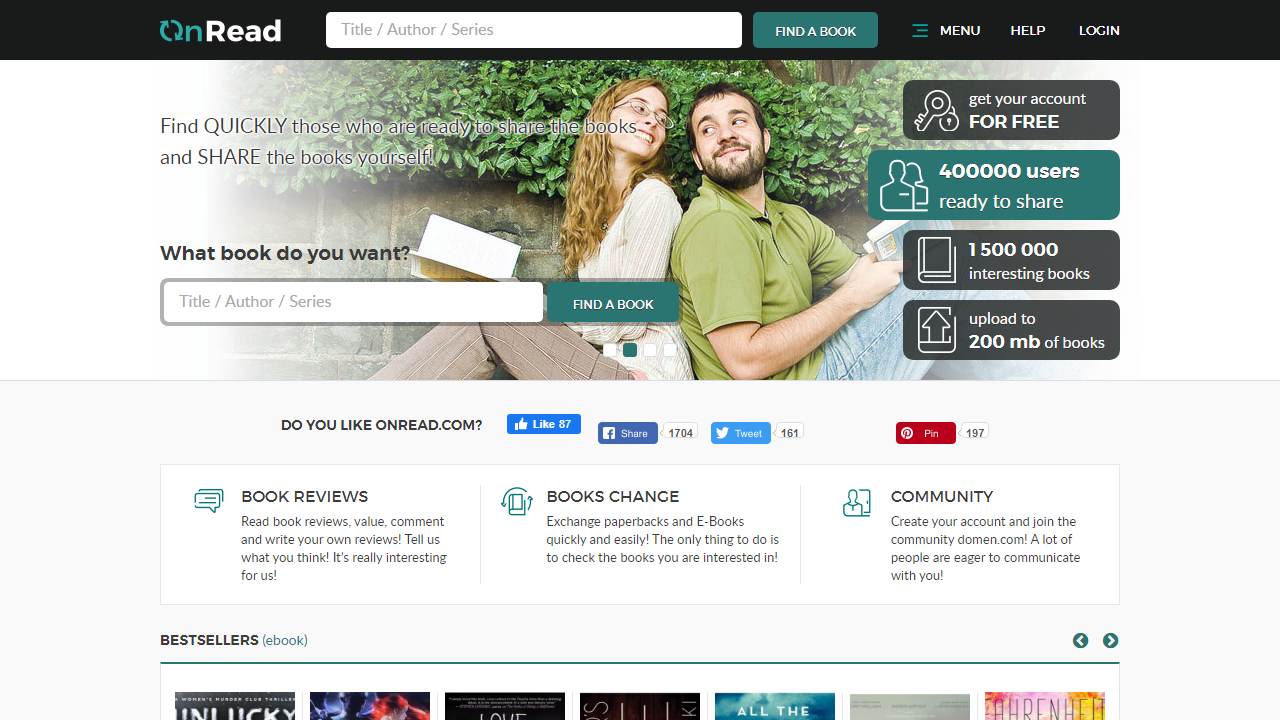 OnRead
Title / Author / Series
FIND A BOOK
MENU
HELP
LOGIN
Find QUICKLY those who are ready to share the books
and SHARE the books yourself!
get your account
FOR FREE
400000 users
ready to share
1 500 000
interesting books
upload to
200 mb of books
What book do you want?
Title / Author / Series
FIND A BOOK
DO YOU LIKE ONREAD.COM?
Like 87
Share
1704
Tweet
161
Pin
197
BOOK REVIEWS
Read book reviews, value, comment
and write your own reviews! Tell us
what you think! It's really interesting
for us!
BOOKS CHANGE
Exchange paperbacks and E-Books
quickly and easily! The only thing to do is
to check the books you are interested in!
COMMUNITY
Create your account and join the
community domen.com! A lot of
people are eager to communicate
with you!
BESTSELLERS (ebook)
A WOMEN'S MURDER CLUB THRILLER
UNLUCKY
LOVE
ALL THE
FAHRENHEIT